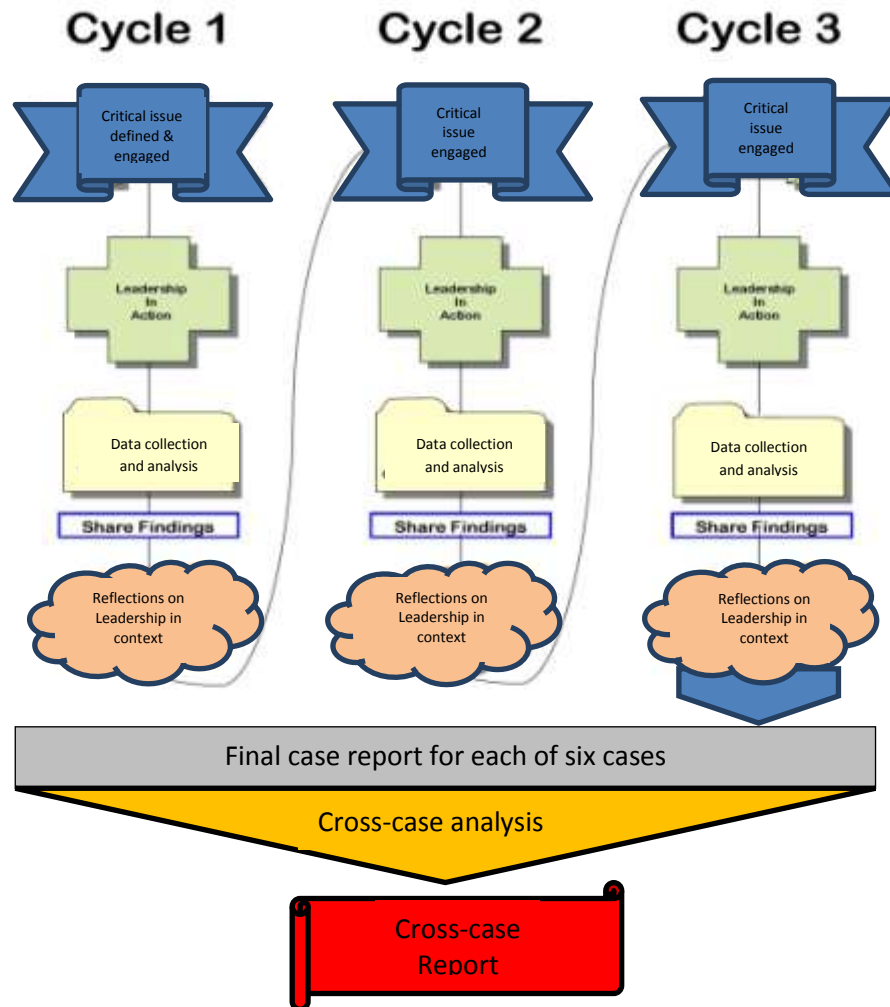 Cycle 1
Critical issue
defined &
engaged
Leadership
In
Action
Data collection
and analysis
Share Findings
Reflections on
Leadership in
context
Cycle 2
Critical
issue
engaged
Leadership
In
Action
Data collection
and analysis
Share Findings
Reflections on
Leadership in
context
Cycle 3
Critical
issue
engaged
Leadership
In
Action
Data collection
and analysis
Share Findings
Reflections on
Leadership in
context
Final case report for each of six cases
Cross-case analysis
Cross-case
Report